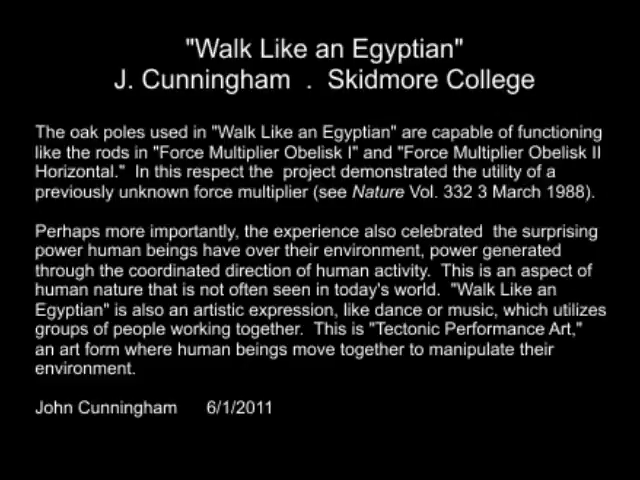 "Walk Like an Egyptian"
J. Cunningham . Skidmore College
The oak poles used in "Walk Like an Egyptian" are capable of functioning
like the rods in "Force Multiplier Obelisk I" and "Force Multiplier Obelisk II
Horizontal." In this respect the project demonstrated the utility of a
previously unknown force multiplier (see Nature Vol. 332 3 March 1988).
Perhaps more importantly, the experience also celebrated the surprising
power human beings have over their environment, power generated
through the coordinated direction of human activity. This is an aspect of
human nature that is not often seen in today's world. "Walk Like an
Egyptian" is also an artistic expression, like dance or music, which utilizes
groups of people working together. This is "Tectonic Performance Art,"
an art form where human beings move together to manipulate their
environment.
John Cunningham 6/1/2011